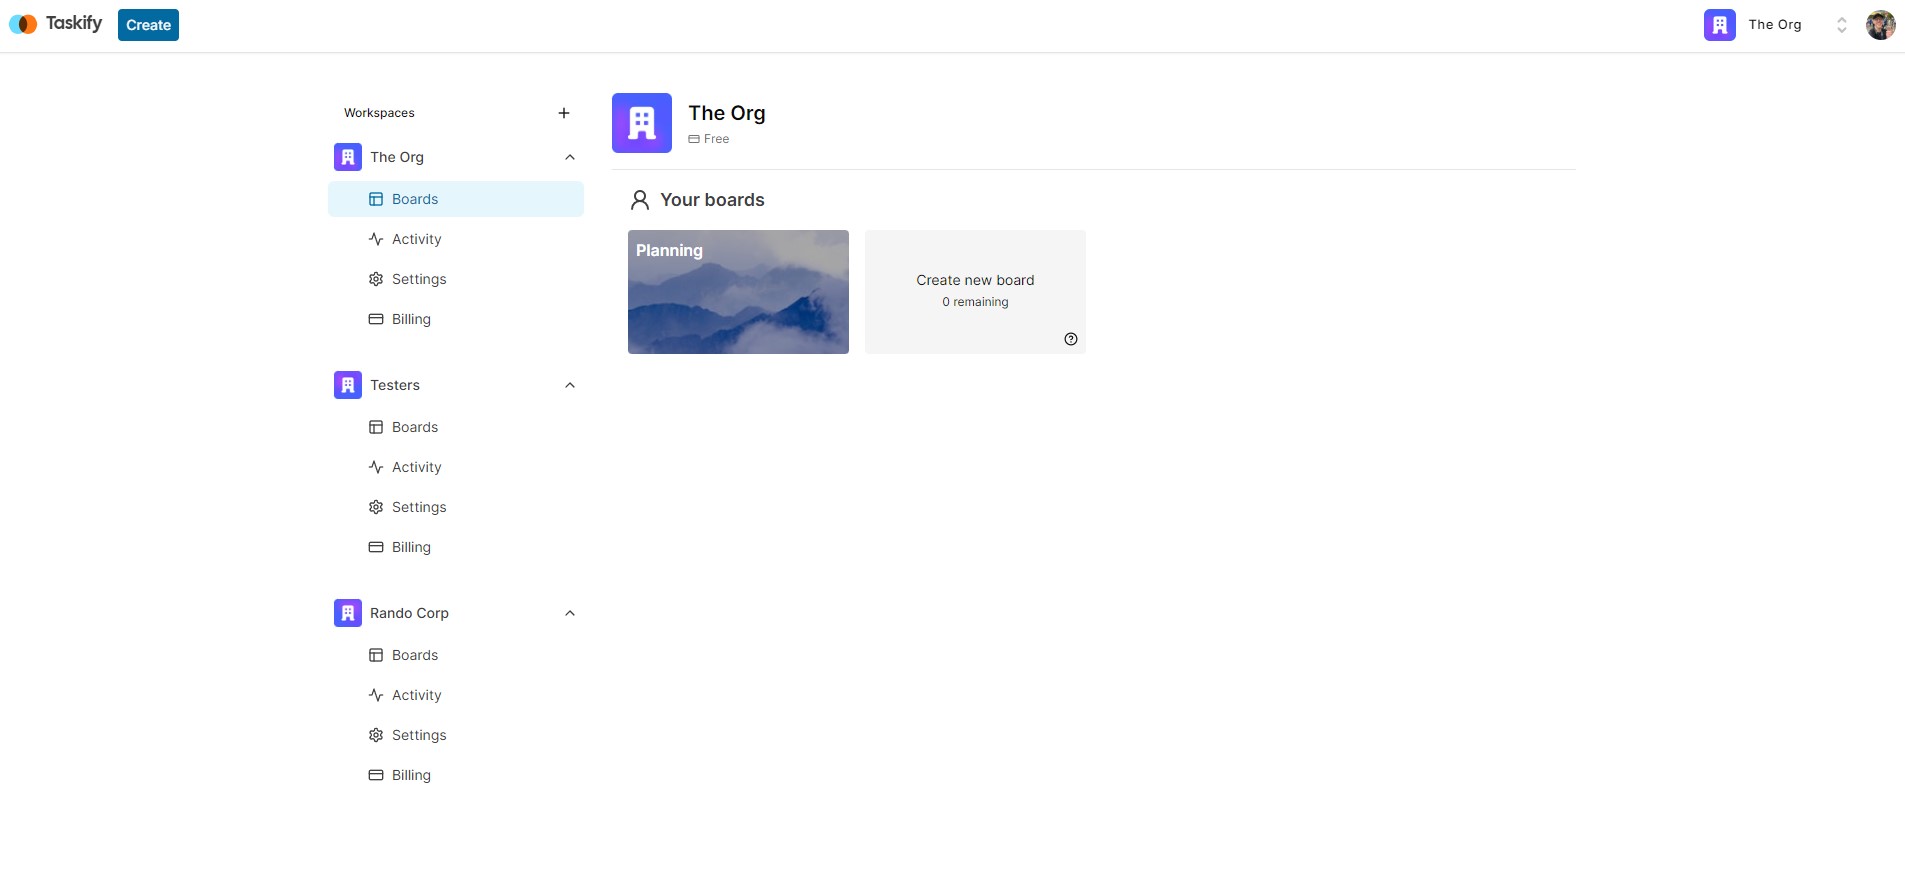 Taskify
Create
The Org
Workspaces
The Org
Boards
Activity
Settings
Billing
Testers
Boards
Activity
Settings
Billing
Rando Corp
Boards
Activity
Settings
Billing
The Org
Free
Your boards
Planning
Create new board
0 remaining